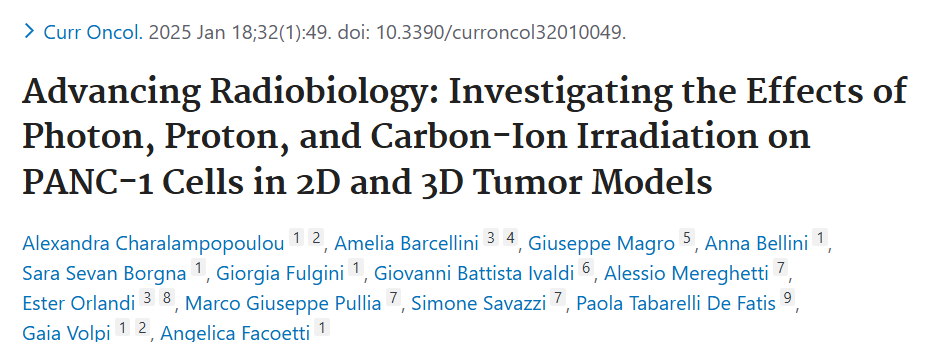 Curr Oncol. 2025 Jan 18;32(1):49. doi: 10.3390/curroncol32010049.
Advancing Radiobiology: Investigating the Effects of
Photon, Proton, and Carbon-Ion Irradiation on
PANC-1 Cells in 2D and 3D Tumor Models
Alexandra Charalampopoulou 1 2, Amelia Barcellini 3 4, Giuseppe Magro 5, Anna Bellini 1,
Sara Sevan Borgna 1, Giorgia Fulgini 1, Giovanni Battista Ivaldi 6, Alessio Mereghetti 7,
Ester Orlandi 3 8, Marco Giuseppe Pullia 7, Simone Savazzi 7, Paola Tabarelli De Fatis 9,
Gaia Volpi 1 2, Angelica Facoetti 1